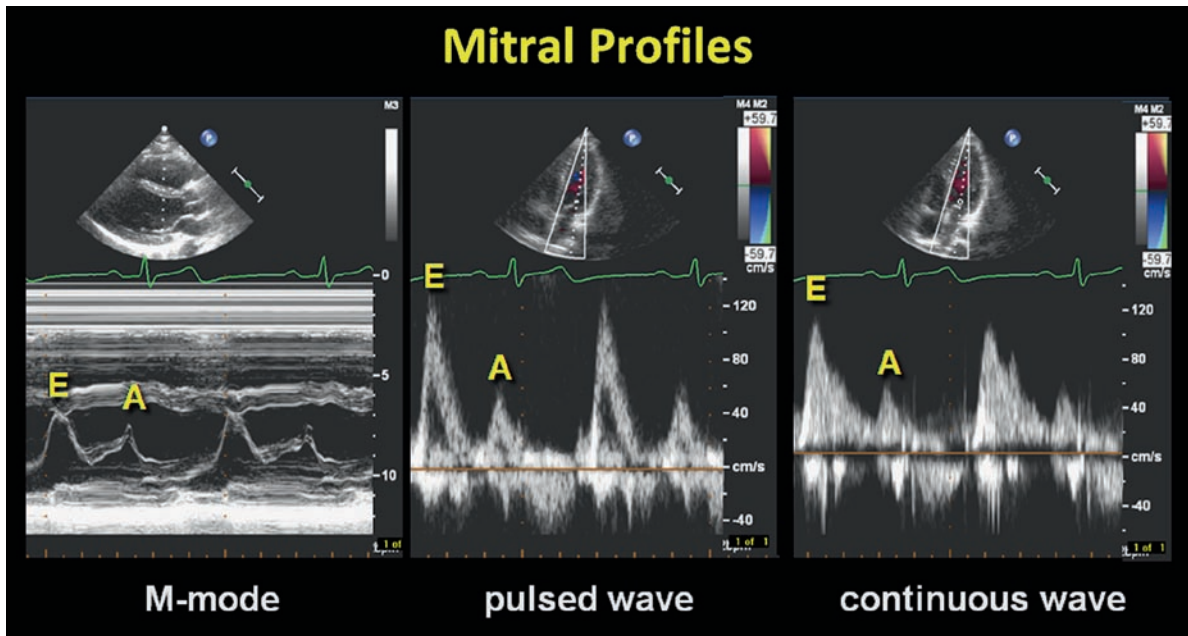 Mitral Profiles
M3
P
E
A
0
5
10
1 of
M-mode
M4 M2
+59.7
P
-59.7
cm/s
E
A
120
80
40
cm/s
-40
1 of 1
pulsed wave
M4 M2
+59.7
P
-59.7
cm/s
E
A
120
80
40
cm/s
-40
1 of 1
continuous wave